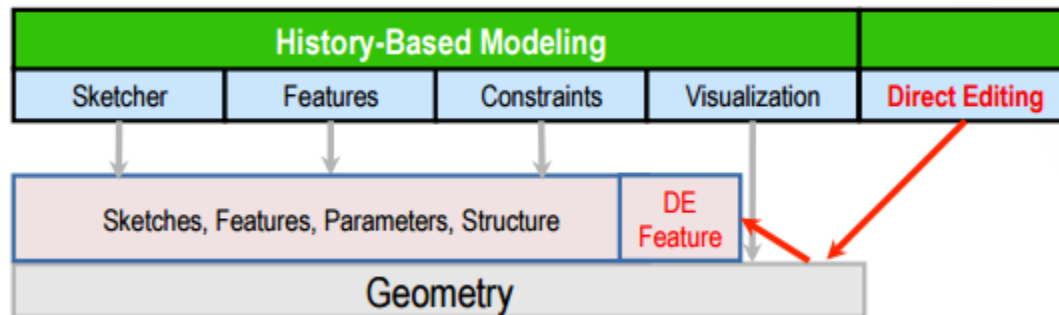 History-Based Modeling
Sketcher
Features
Constraints
Visualization
Direct Editing
Sketches, Features, Parameters, Structure
DE
Feature
Geometry